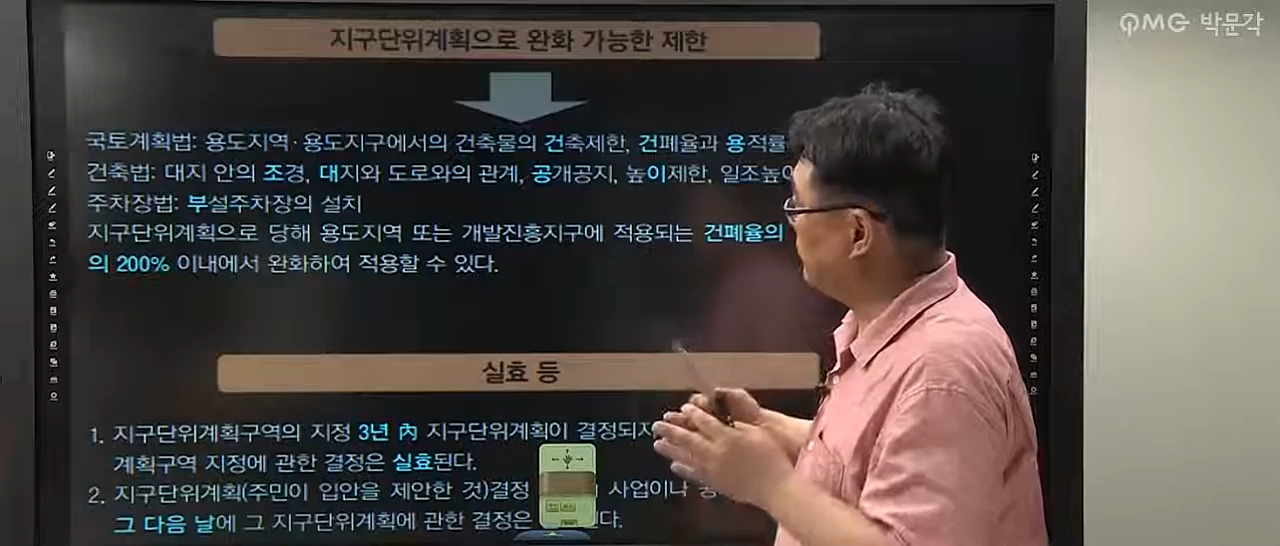 QMG 박문각
지구단위계획으로 완화 가능한 제한
국토계획법: 용도지역·용도지구에서의 건축물의 건축제한, 건폐율과 용적률
건축법: 대지 안의 조경, 대지와 도로와의 관계, 공개공지, 높이제한, 일조높이
주차장법: 부설주차장의 설치
지구단위계획으로 당해 용도지역 또는 개발진흥지구에 적용되는 건폐율의
의 200% 이내에서 완화하여 적용할 수 있다.
실효 등
1. 지구단위계획구역의 지정 3년 內 지구단위계획이 결정되지
계획구역 지정에 관한 결정은 실효된다.
2. 지구단위계획(주민이 입안을 제안한 것)결정 사업이나
그 다음 날에 그 지구단위계획에 관한 결정은 다.